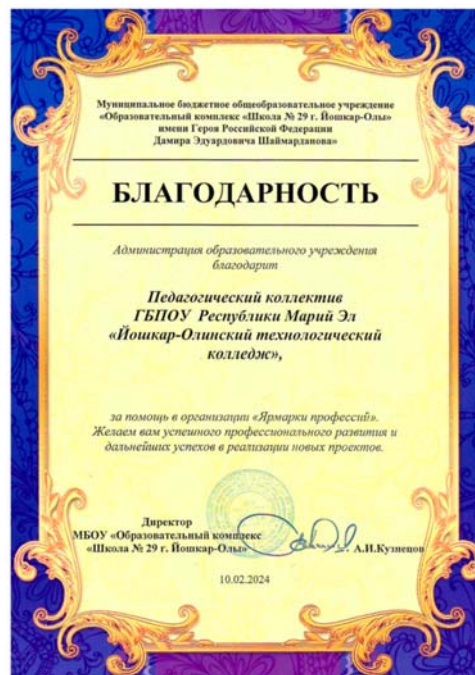 Муниципальное бюджетное общеобразовательное учреждение
«Образовательный комплекс «Школа № 29 г. Йошкар-Олы»
имени Героя Российской Федерации
Дамира Эдуардовича Шаймарданова»
БЛАГОДАРНОСТЬ
Администрация образовательного учреждения
благодарит
Педагогический коллектив
ГБПОУ Республики Марий Эл
«Йошкар-Олинский технологический
колледж»,
за помощь в организации «Ярмарки профессий».
Желаем вам успешного профессионального развития и
дальнейших успехов в реализации новых проектов.
Директор
МБОУ «Образовательный комплекс
«Школа № 29 г. Йошкар-Олы» А.И.Кузнецов
10.02.2024